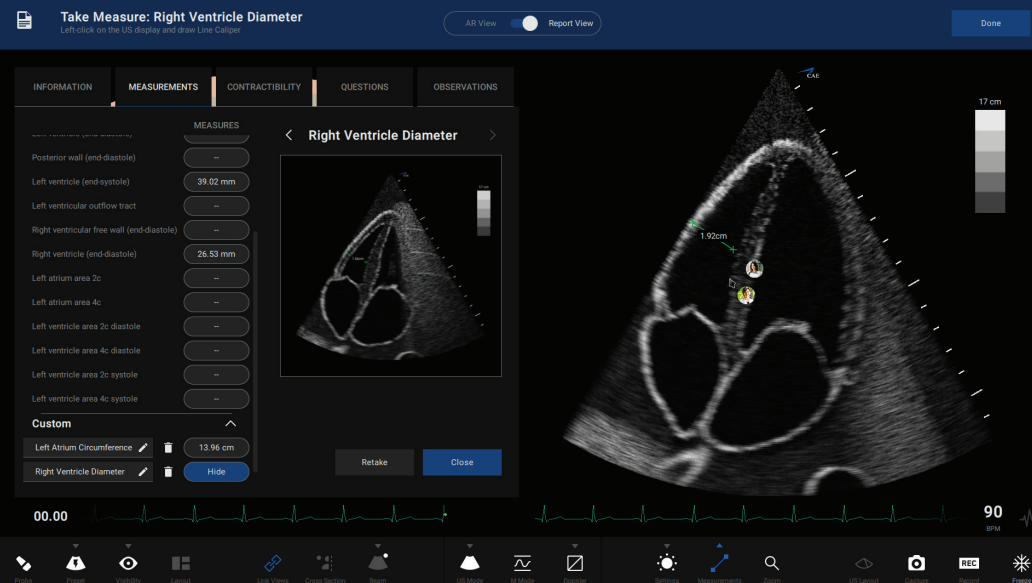 Take Measure: Right Ventricle Diameter
Left-click on the US display and draw Line Caliper
AR View
Report View
Done
INFORMATION
MEASUREMENTS
CONTRACTIBILITY
QUESTIONS
OBSERVATIONS
MEASURES
Posterior wall (end-diastole) --
Left ventricle (end-systole) 39.02 mm
Left ventricular outflow tract --
Right ventricular free wall (end-diastole) --
Right ventricle (end-diastole) 26.53 mm
Left atrium area 2c --
Left atrium area 4c --
Left ventricle area 2c diastole --
Left ventricle area 4c diastole --
Left ventricle area 2c systole --
Left ventricle area 4c systole --
Custom
Left Atrium Circumference 13.96 cm
Right Ventricle Diameter Hide
Right Ventricle Diameter
Retake
Close
CAE
17 cm
1.92cm
00.00
90
BPM
Probe
Preset
Visibility
Layout
Link Views
Cross Section
Beam
US Mode
M Mode
Doppler
Settings
Measurements
Zoom
US Layout
Capture
REC
Record